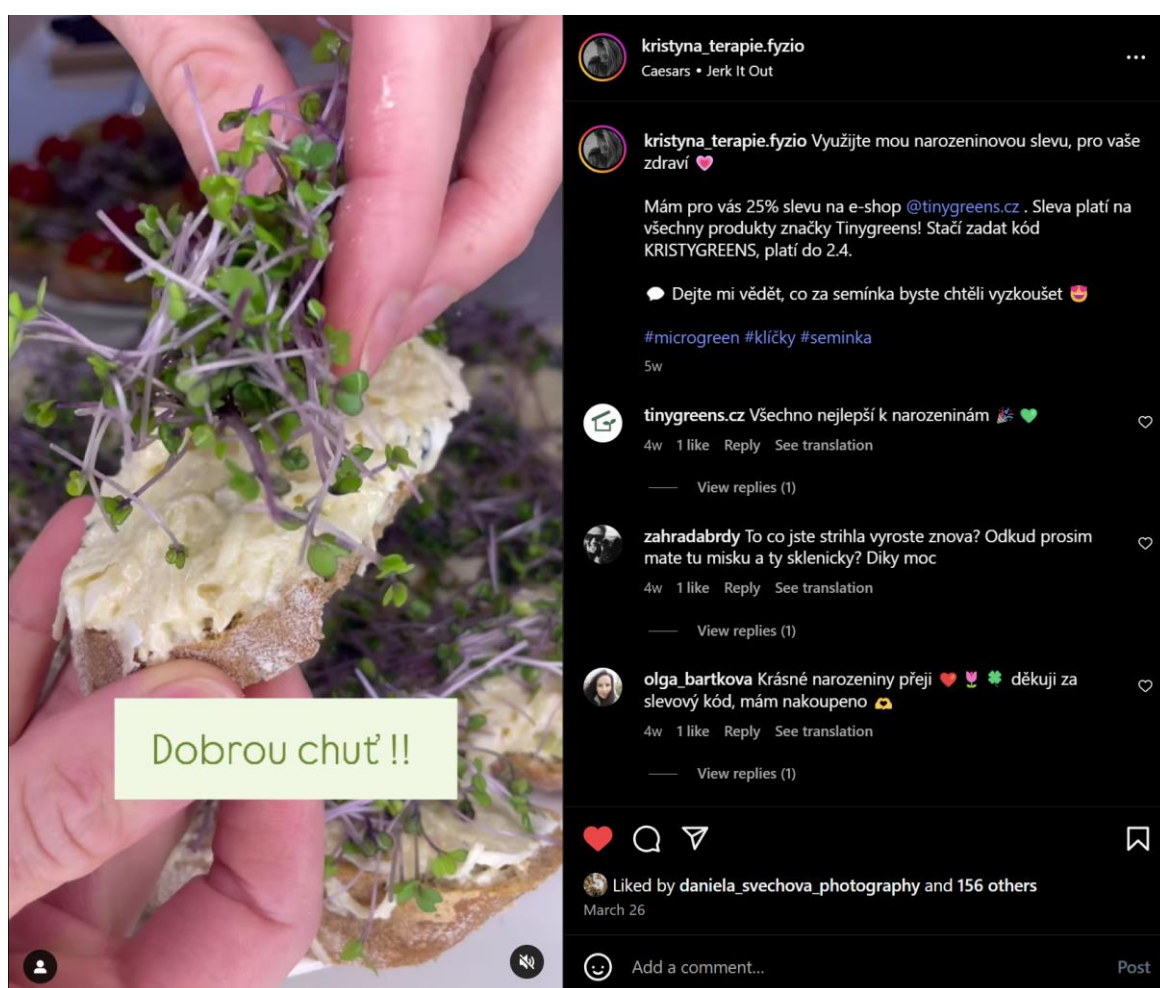 Dobrou chuť !!
kristyna_terapie.fyzio
Caesars • Jerk It Out
kristyna_terapie.fyzio Využijte mou narozeninovou slevu, pro vaše
zdraví 💗
Mám pro vás 25% slevu na e-shop @tinygreens.cz . Sleva platí na
všechny produkty značky Tinygreens! Stačí zadat kód
KRISTYGREENS, platí do 2.4.
💬 Dejte mi vědět, co za semínka byste chtěli vyzkoušet 🤩
#microgreen #klíčky #seminka
5w
tinygreens.cz Všechno nejlepší k narozeninám 🎉 💚
4w 1 like Reply See translation
View replies (1)
zahradabrdy To co jste strihla vyroste znova? Odkud prosim
mate tu misku a ty sklenicky? Diky moc
4w 1 like Reply See translation
View replies (1)
olga_bartkova Krásné narozeniny přeji ❤️ 🌷 🍀 děkuji za
slevový kód, mám nakoupeno 🫶
4w 1 like Reply See translation
View replies (1)
Liked by daniela_svechova_photography and 156 others
March 26
Add a comment...
Post